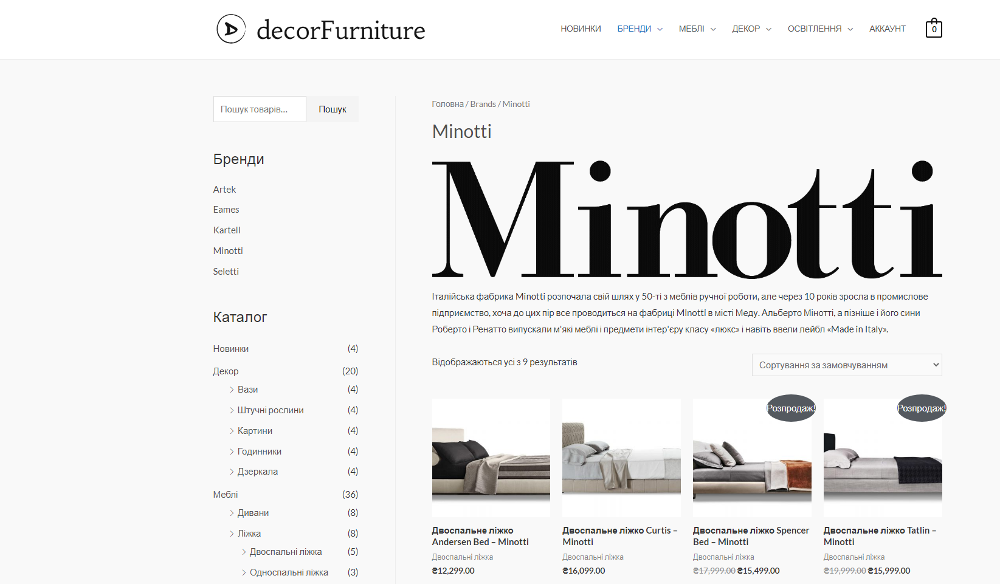 decorFurniture
НОВИНКИ БРЕНДИ МЕБЛІ ДЕКОР ОСВІТЛЕННЯ АККАУНТ 0
Пошук товарів... Пошук
Бренди
Artek
Eames
Kartell
Minotti
Seletti
Каталог
Новинки (4)
Декор (20)
Вази (4)
Штучні рослини (4)
Картини (4)
Годинники (4)
Дзеркала (4)
Меблі (36)
Дивани (8)
Ліжка (8)
Двоспальні ліжка (5)
Односпальні ліжка (3)
Головна / Brands / Minotti
Minotti
Minotti
Італійська фабрика Minotti розпочала свій шлях у 50-ті з меблів ручної роботи, але через 10 років зросла в промислове
підприємство, хоча до цих пір все проводиться на фабриці Minotti в місті Меду. Альберто Мінотті, а пізніше і його сини
Роберто і Ренатто випускали м'які меблі і предмети інтер'єру класу «люкс» і навіть ввели лейбл «Made in Italy».
Відображаються усі з 9 результатів
Сортування за замовчуванням
Двоспальне ліжко
Andersen Bed – Minotti
Двоспальні ліжка
₴12,299.00
Двоспальне ліжко Curtis –
Minotti
Двоспальні ліжка
₴16,099.00
Розпродаж!
Двоспальне ліжко Spencer
Bed – Minotti
Двоспальні ліжка
₴17,999.00 ₴15,499.00
Розпродаж!
Двоспальне ліжко Tatlin –
Minotti
Двоспальні ліжка
₴19,999.00 ₴15,999.00